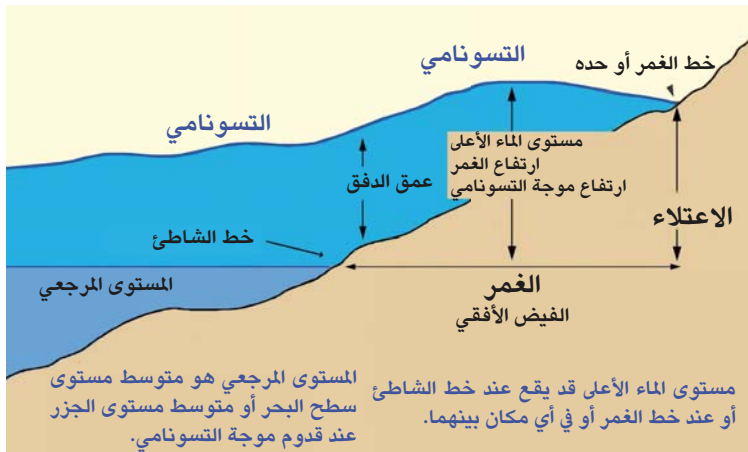 التسونامي
خط الغمر أو حده
التسونامي
مستوى الماء الأعلى
ارتفاع الغمر
ارتفاع موجة التسونامي
عمق الدفق
الاعتلاء
خط الشاطئ
المستوى المرجعي
الغمر
الفيض الأفقي
مستوى الماء الأعلى قد يقع عند خط الشاطئ
أو عند خط الغمر أو في أي مكان بينهما.
المستوى المرجعي هو متوسط مستوى
سطح البحر أو متوسط مستوى الجزر
عند قدوم موجة التسونامي.